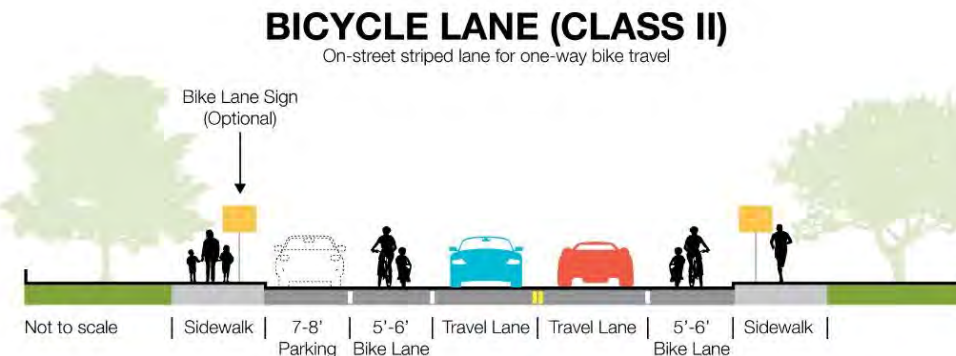 BICYCLE LANE (CLASS II)
On-street striped lane for one-way bike travel
Bike Lane Sign
(Optional)
Not to scale
Sidewalk
7-8'
Parking
5'-6'
Bike Lane
Travel Lane
Travel Lane
5'-6'
Bike Lane
Sidewalk